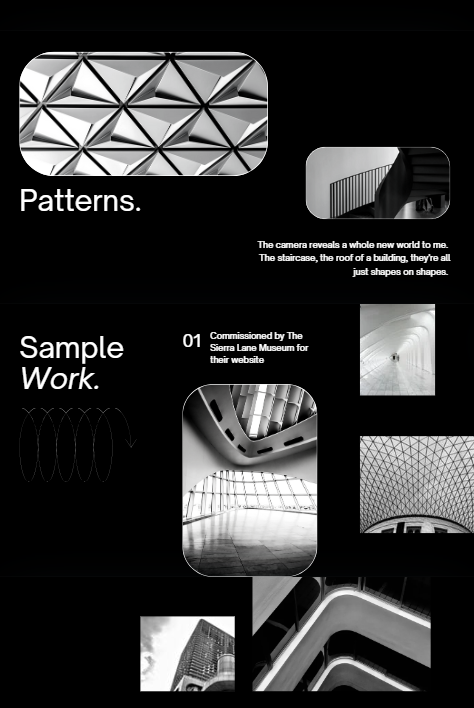 Patterns.
The camera reveals a whole new world to me.
The staircase, the roof of a building, they're all
just shapes on shapes.
Sample
Work.
01
Commissioned by The
Sierra Lane Museum for
their website